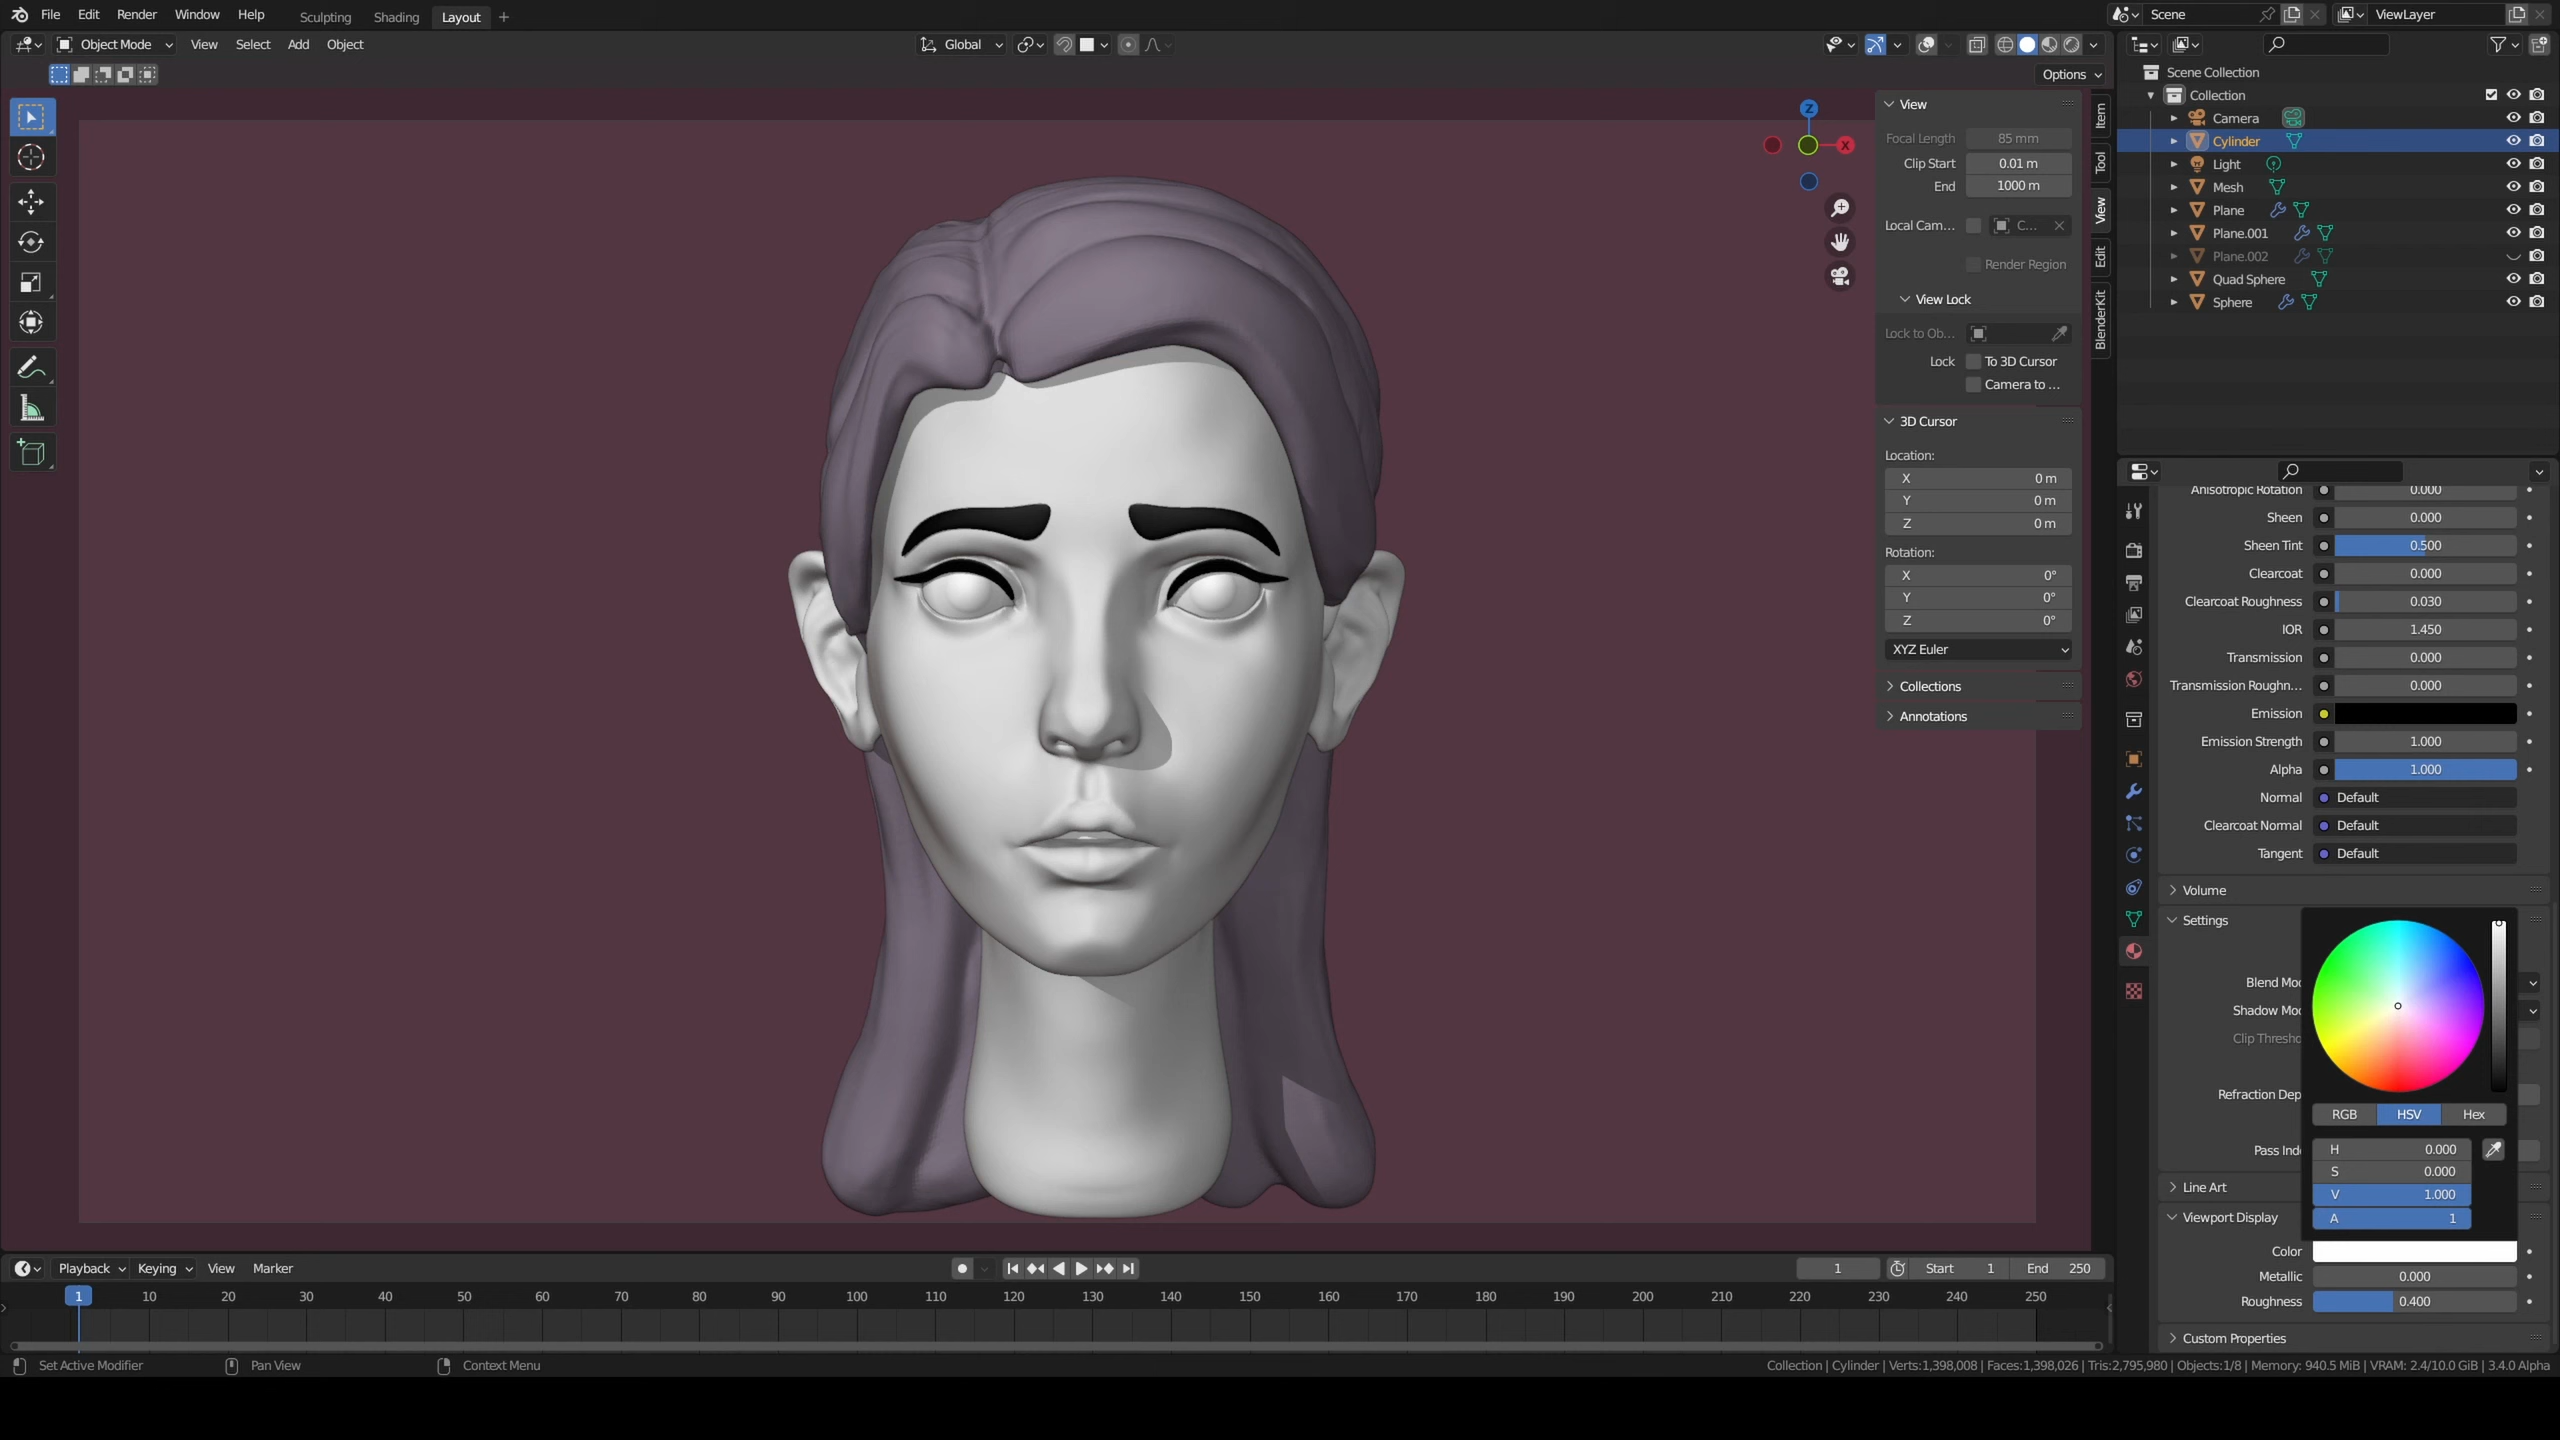 File Edit Render Window Help Sculpting Shading Layout Scene ViewLayer
Object Mode View Select Add Object Global
Options
Item
Tool
View
Edit
BlenderKit
View
Focal Length 85 mm
Clip Start 0.01 m
End 1000 m
Local Cam... C...
Render Region
View Lock
Lock to Ob...
Lock To 3D Cursor
Camera to ...
3D Cursor
Location:
X 0 m
Y 0 m
Z 0 m
Rotation:
X 0°
Y 0°
Z 0°
XYZ Euler
Collections
Annotations
Z
X
Scene Collection
Collection
Camera
Cylinder
Light
Mesh
Plane
Plane.001
Plane.002
Quad Sphere
Sphere
Anisotropic Rotation 0.000
Sheen 0.000
Sheen Tint 0.500
Clearcoat 0.000
Clearcoat Roughness 0.030
IOR 1.450
Transmission 0.000
Transmission Roughn... 0.000
Emission
Emission Strength 1.000
Alpha 1.000
Normal Default
Clearcoat Normal Default
Tangent Default
Volume
Settings
Blend Mod
Shadow Mod
Clip Thresho
Refraction Dep
RGB HSV Hex
Pass Inde
H 0.000
S 0.000
V 1.000
A 1
Line Art
Viewport Display
Color
Metallic 0.000
Roughness 0.400
Custom Properties
Playback Keying View Marker 1 Start 1 End 250
1 10 20 30 40 50 60 70 80 90 100 110 120 130 140 150 160 170 180 190 200 210 220 230 240 250
Set Active Modifier Pan View Context Menu Collection | Cylinder | Verts:1,398,008 | Faces:1,398,026 | Tris:2,795,980 | Objects:1/8 | Memory: 940.5 MiB | VRAM: 2.4/10.0 GiB | 3.4.0 Alpha